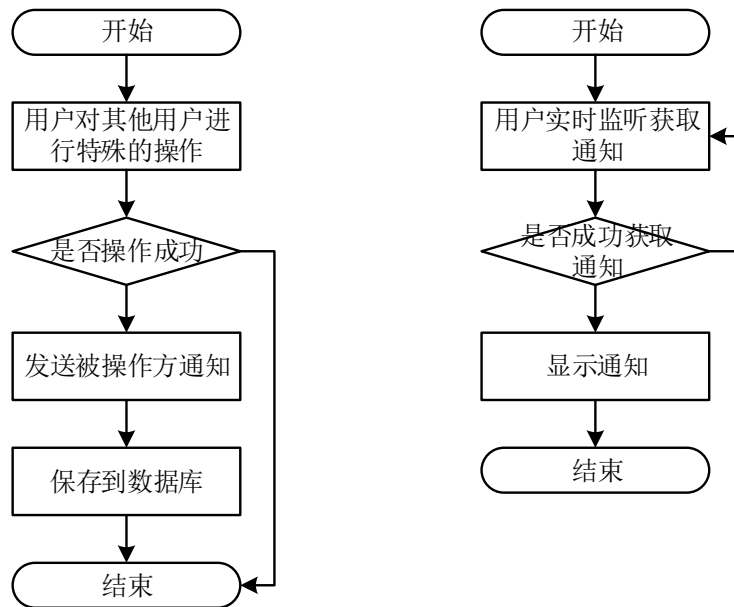 开始
用户对其他用户进
行特殊的操作
是否操作成功
发送被操作方通知
保存到数据库
结束
开始
用户实时监听获取
通知
是否成功获取
通知
显示通知
结束